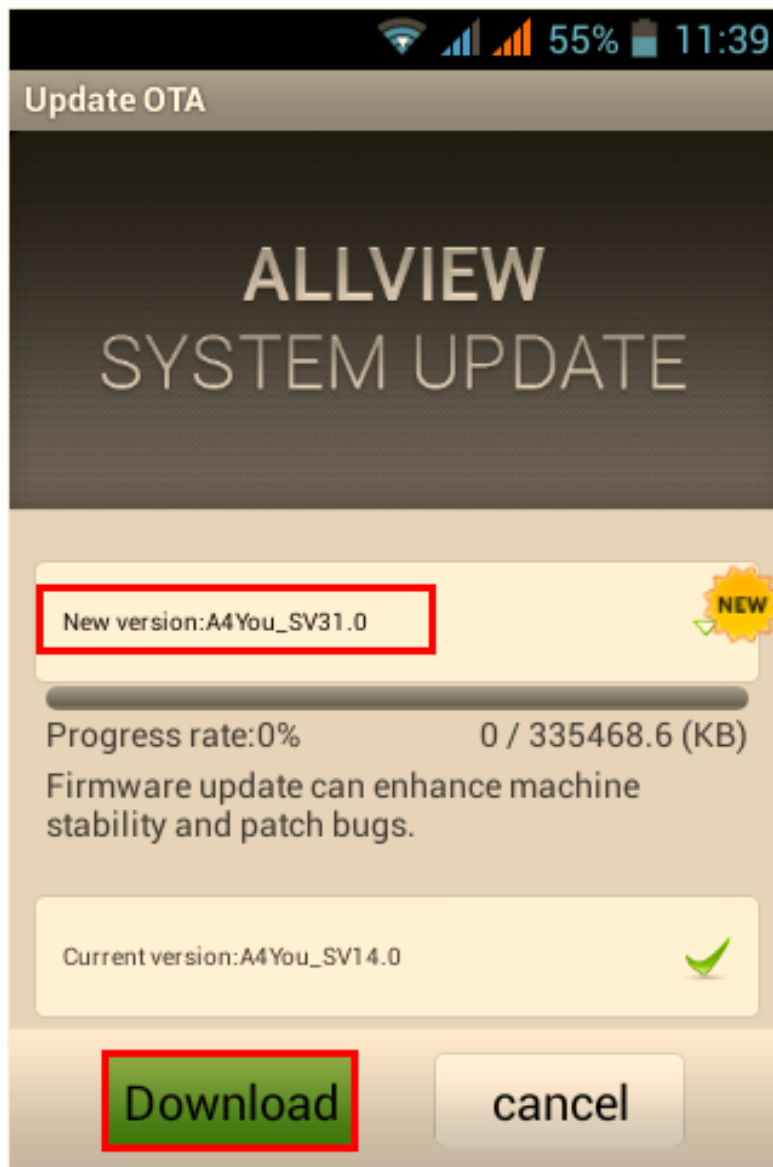 55% 11:39
Update OTA
ALLVIEW
SYSTEM UPDATE
New version:A4You_SV31.0
NEW
Progress rate:0% 0 / 335468.6 (KB)
Firmware update can enhance machine
stability and patch bugs.
Current version:A4You_SV14.0
Download cancel